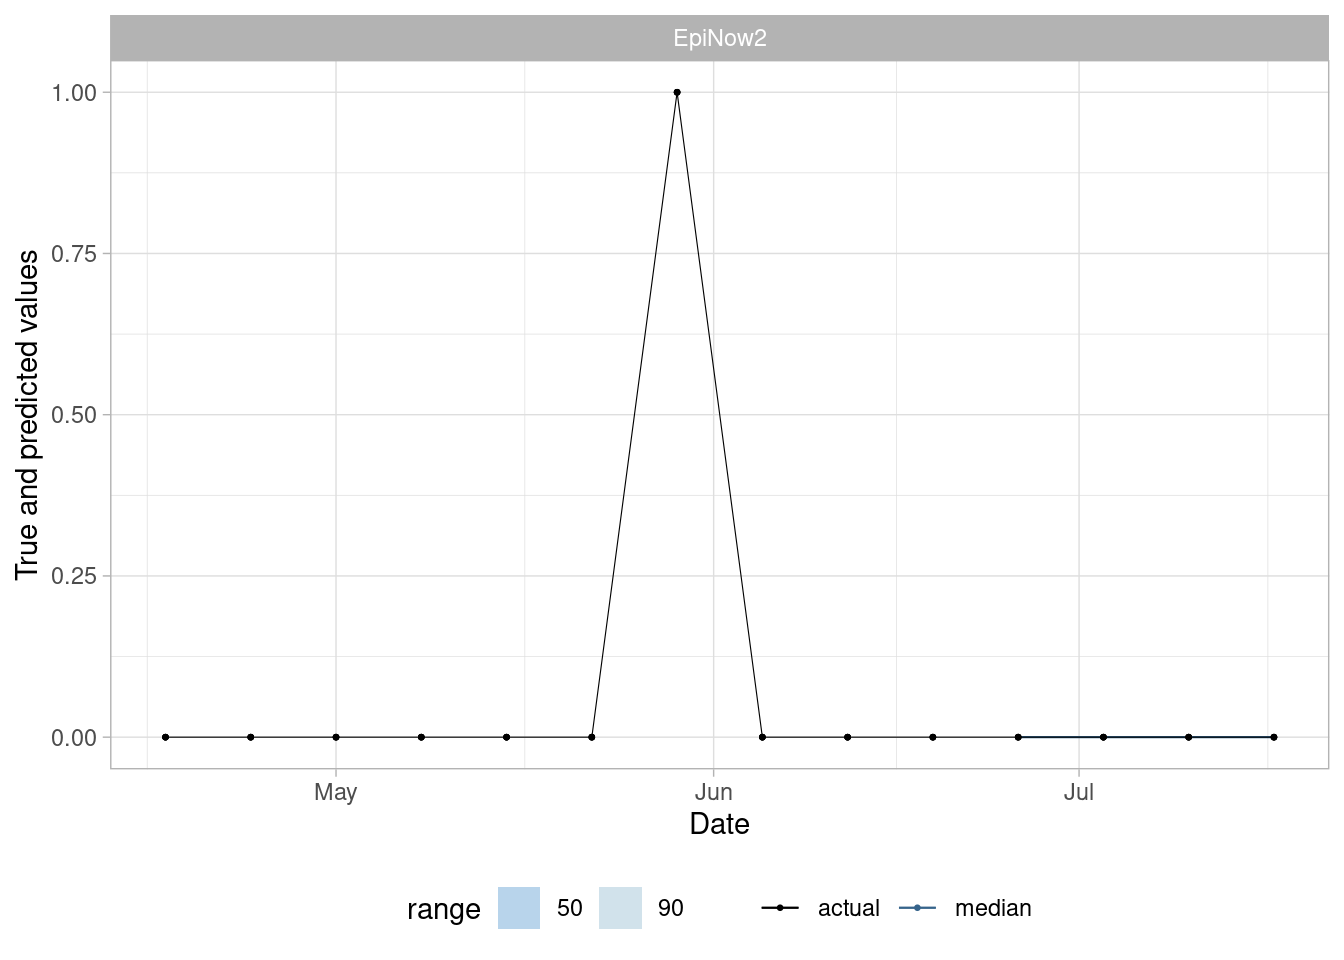 EpiNow2
1.00
0.75
0.50
0.25
0.00
True and predicted values
May Jun Jul
Date
range 50 90 actual median